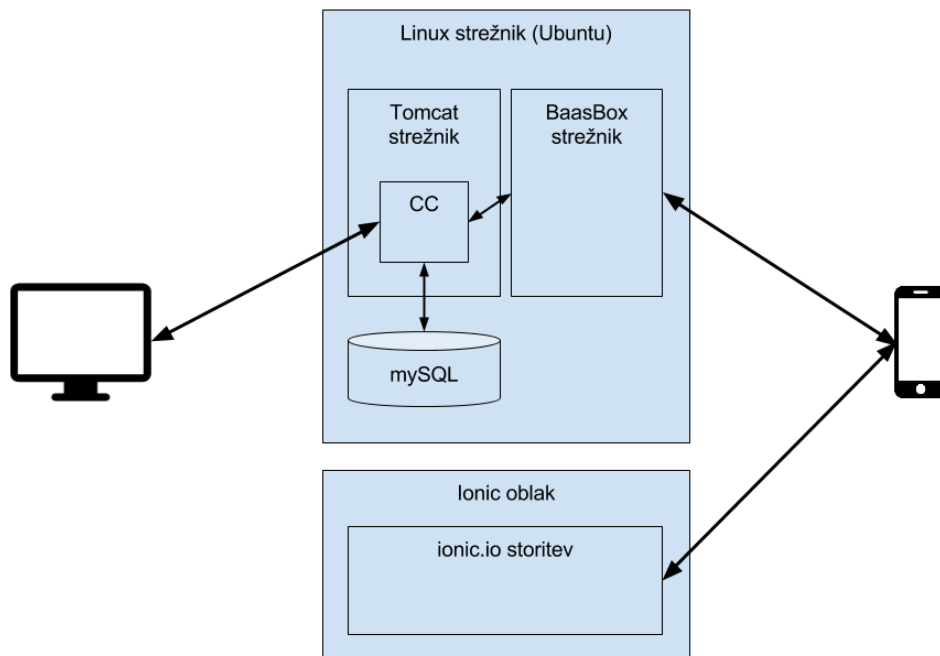 Linux strežnik (Ubuntu)
Tomcat
strežnik
BaasBox
strežnik
CC
mySQL
Ionic oblak
ionic.io storitev